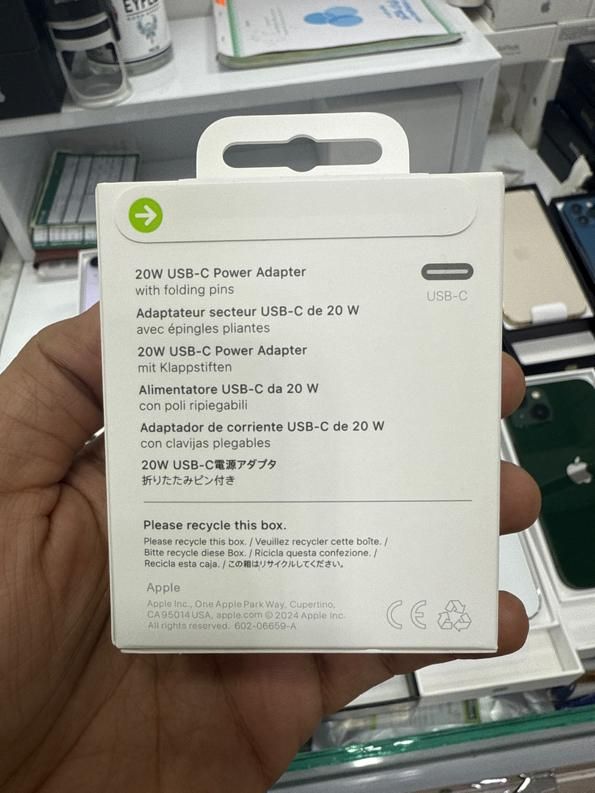 20W USB-C Power Adapter
with folding pins
USB-C
Adaptateur secteur USB-C de 20 W
avec épingles pliantes
20W USB-C Power Adapter
mit Klappstiften
Alimentatore USB-C da 20 W
con poli ripiegabili
Adaptador de corriente USB-C de 20 W
con clavijas plegables
20W USB-C電源アダプタ
折りたたみピン付き
Please recycle this box.
Please recycle this box. / Veuillez recycler cette boîte. /
Bitte recycle diese Box. / Ricicla questa confezione. /
Recicla esta caja. / この箱はリサイクルしてください。
Apple
Apple Inc., One Apple Park Way, Cupertino,
CA 95014 USA, apple.com © 2024 Apple Inc.
All rights reserved. 602-06659-A
CE